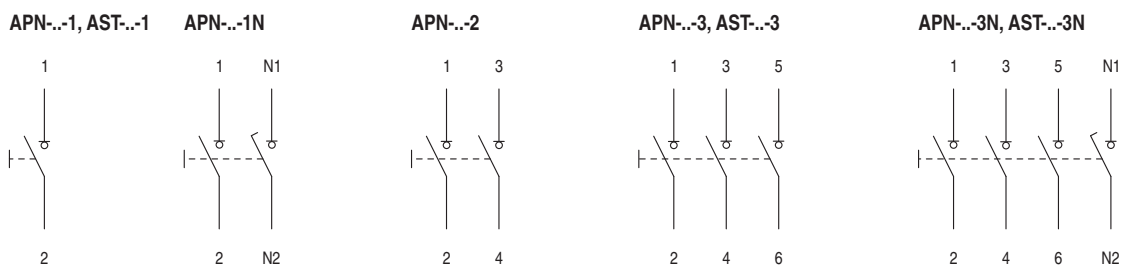 APN-..-1, AST-..-1 APN-..-1N APN-..-2 APN-..-3, AST-..-3 APN-..-3N, AST-..-3N
1 1 N1 1 3 1 3 5 1 3 5 N1
2 2 N2 2 4 2 4 6 2 4 6 N2